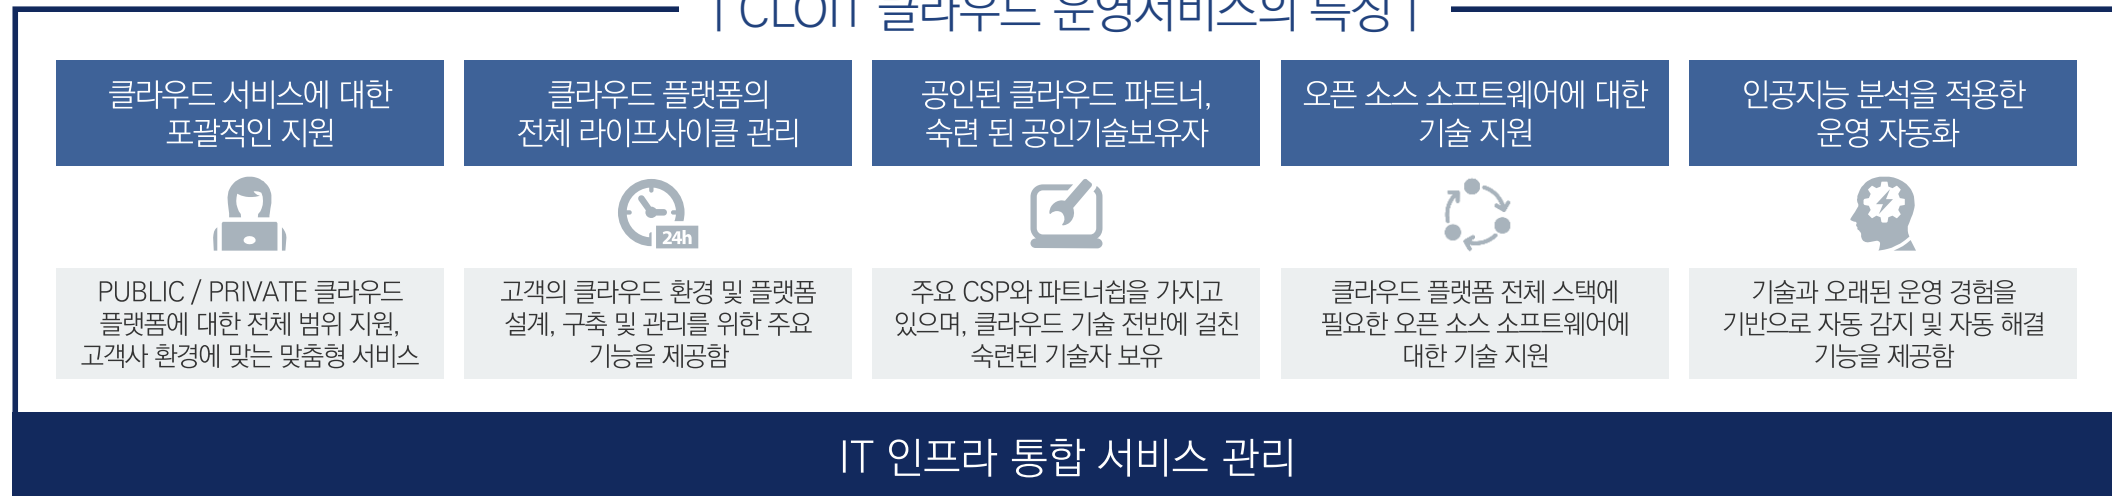 | CLOIT 클라우드 운영서비스의 특징 |
클라우드 서비스에 대한
포괄적인 지원
클라우드 플랫폼의
전체 라이프사이클 관리
공인된 클라우드 파트너,
숙련 된 공인기술보유자
오픈 소스 소프트웨어에 대한
기술 지원
인공지능 분석을 적용한
운영 자동화
24h
PUBLIC / PRIVATE 클라우드
플랫폼에 대한 전체 범위 지원,
고객사 환경에 맞는 맞춤형 서비스
고객의 클라우드 환경 및 플랫폼
설계, 구축 및 관리를 위한 주요
기능을 제공함
주요 CSP와 파트너쉽을 가지고
있으며, 클라우드 기술 전반에 걸친
숙련된 기술자 보유
클라우드 플랫폼 전체 스택에
필요한 오픈 소스 소프트웨어에
대한 기술 지원
기술과 오래된 운영 경험을
기반으로 자동 감지 및 자동 해결
기능을 제공함
IT 인프라 통합 서비스 관리